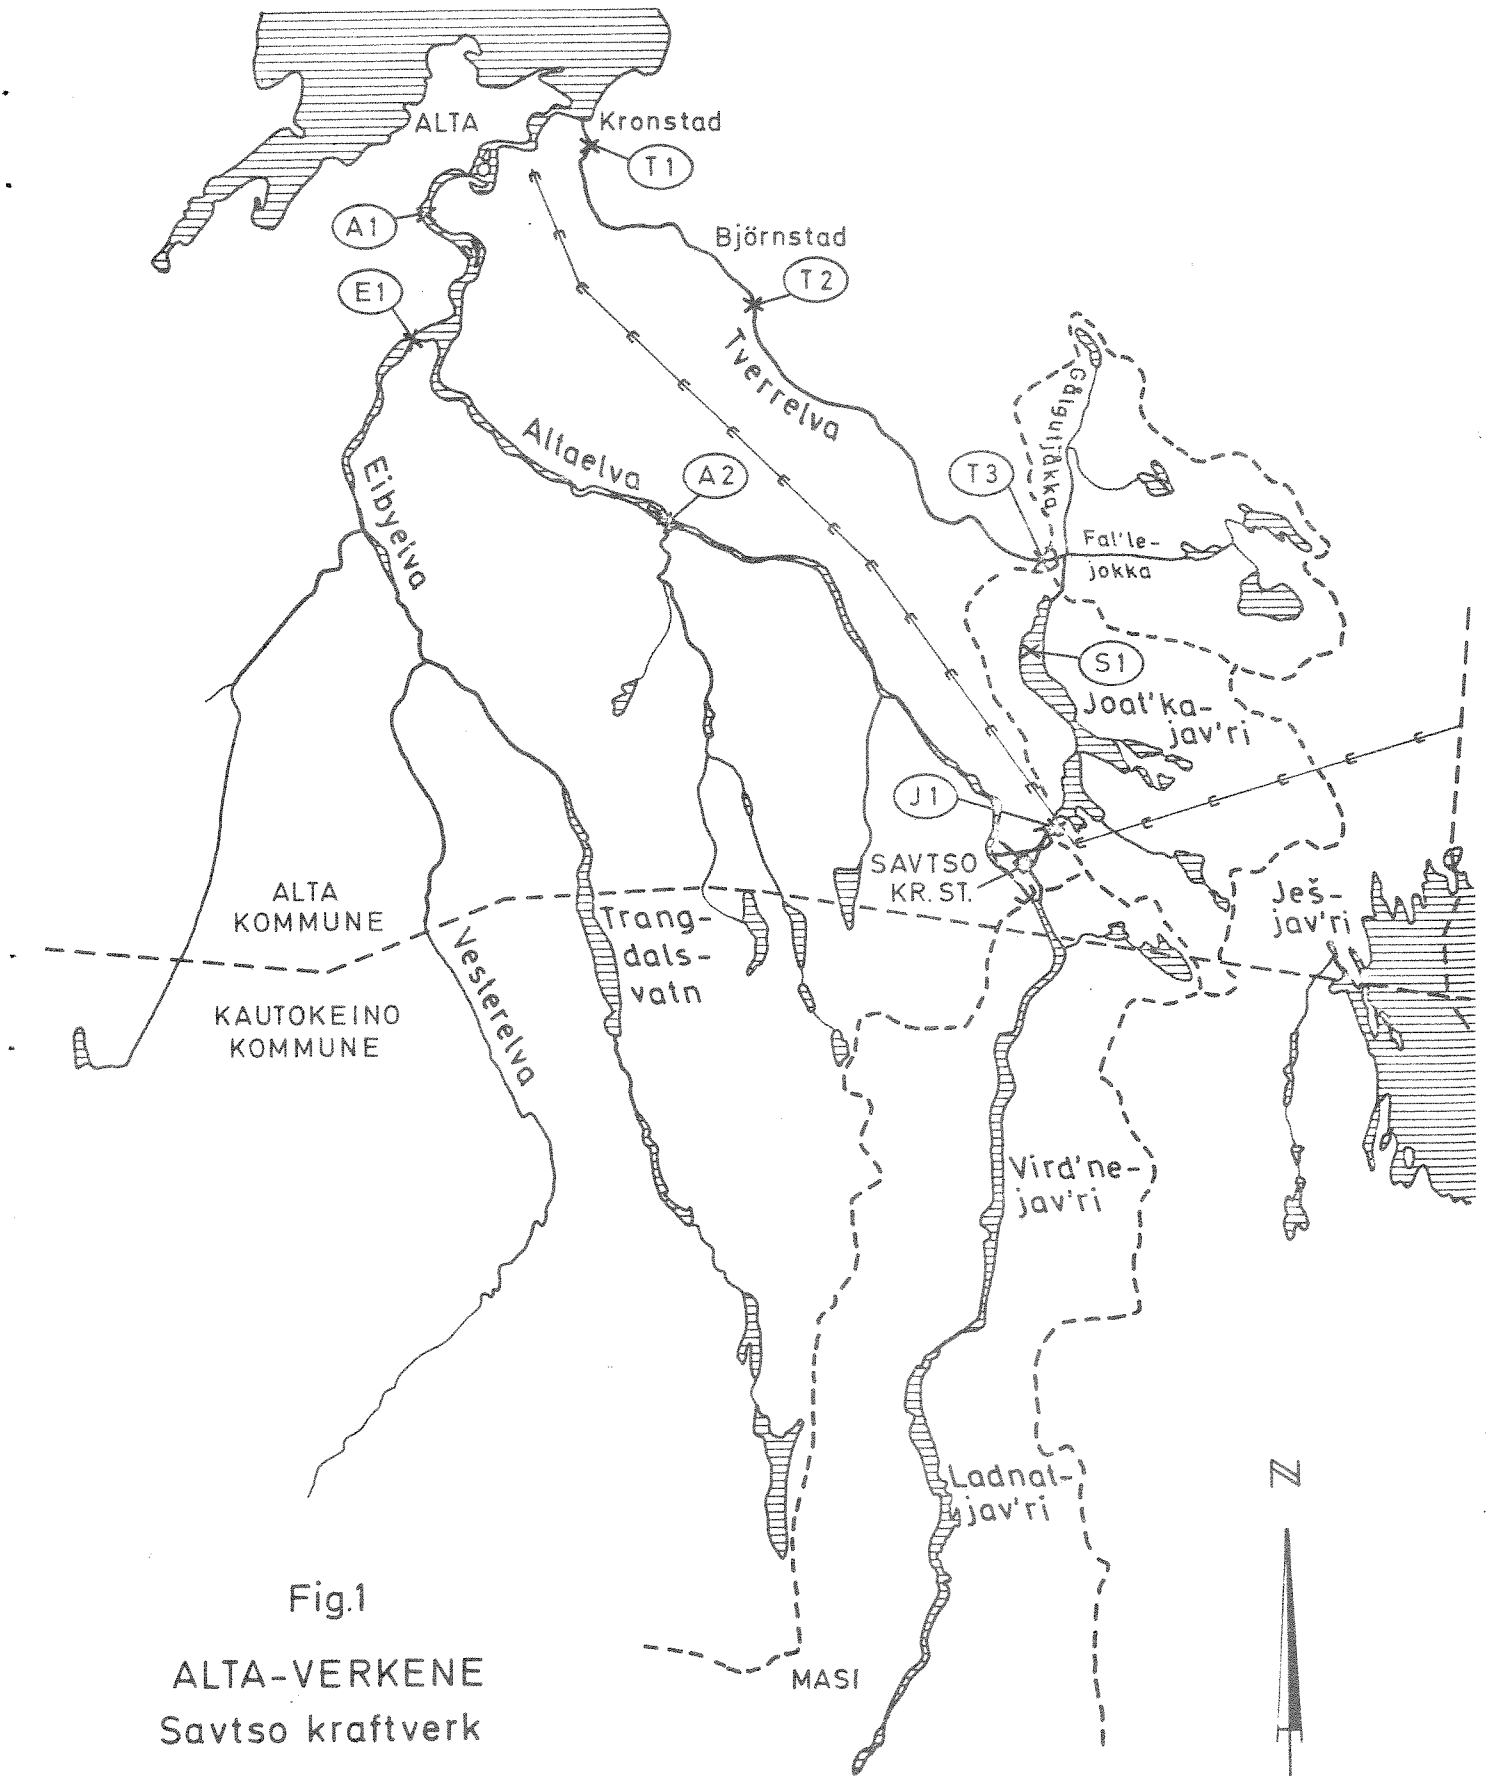 ALTA
Kronstad
T1
A1
Björnstad
T2
E1
Tverrelva
Gålgutjåkka
Altaelva
A2
T3
Eibyelva
Fal'le-
jokka
S1
Joat'ka-
jav'ri
J1
SAVTSO
KR. ST.
ALTA
KOMMUNE
Trang-
dals-
vatn
Ješ-
jav'ri
Vesterelva
KAUTOKEINO
KOMMUNE
Vird'ne-
jav'ri
Ladnat-
jav'ri
N
Fig.1
ALTA-VERKENE
Savtso kraftverk
MASI